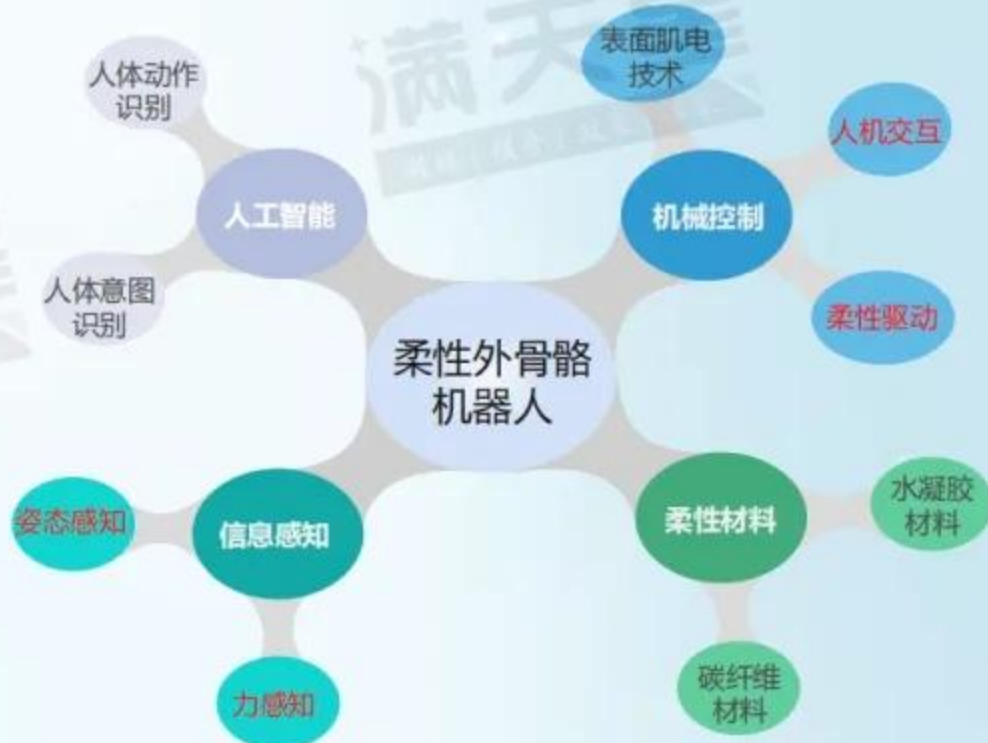 表面肌电
技术
人体动作
识别
人机交互
人工智能
机械控制
人体意图
识别
柔性驱动
柔性外骨骼
机器人
姿态感知
信息感知
柔性材料
水凝胶
材料
力感知
碳纤维
材料
满天